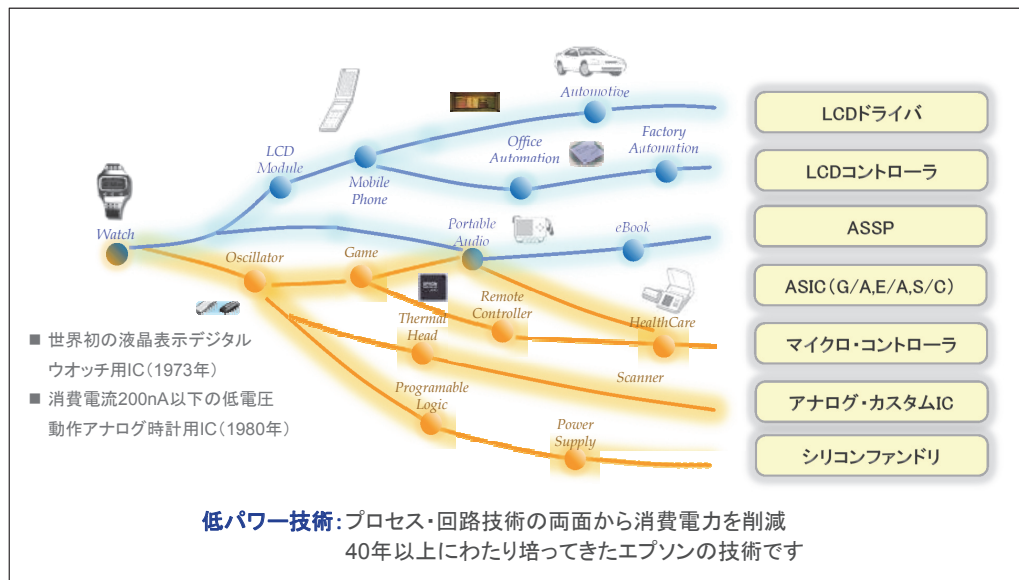 Automotive
LCDドライバ
Office
Automation
Factory
Automation
LCD
Module
LCDコントローラ
Mobile
Phone
Watch
Portable
Audio
eBook
ASSP
Oscillator
Game
ASIC(G/A,E/A,S/C)
Remote
Controller
Thermal
Head
HealthCare
マイクロ・コントローラ
■ 世界初の液晶表示デジタル
ウオッチ用IC(1973年)
■ 消費電流200nA以下の低電圧
動作アナログ時計用IC(1980年)
Scanner
Programable
Logic
アナログ・カスタムIC
Power
Supply
シリコンファンドリ
低パワー技術:プロセス・回路技術の両面から消費電力を削減
40年以上にわたり培ってきたエプソンの技術です